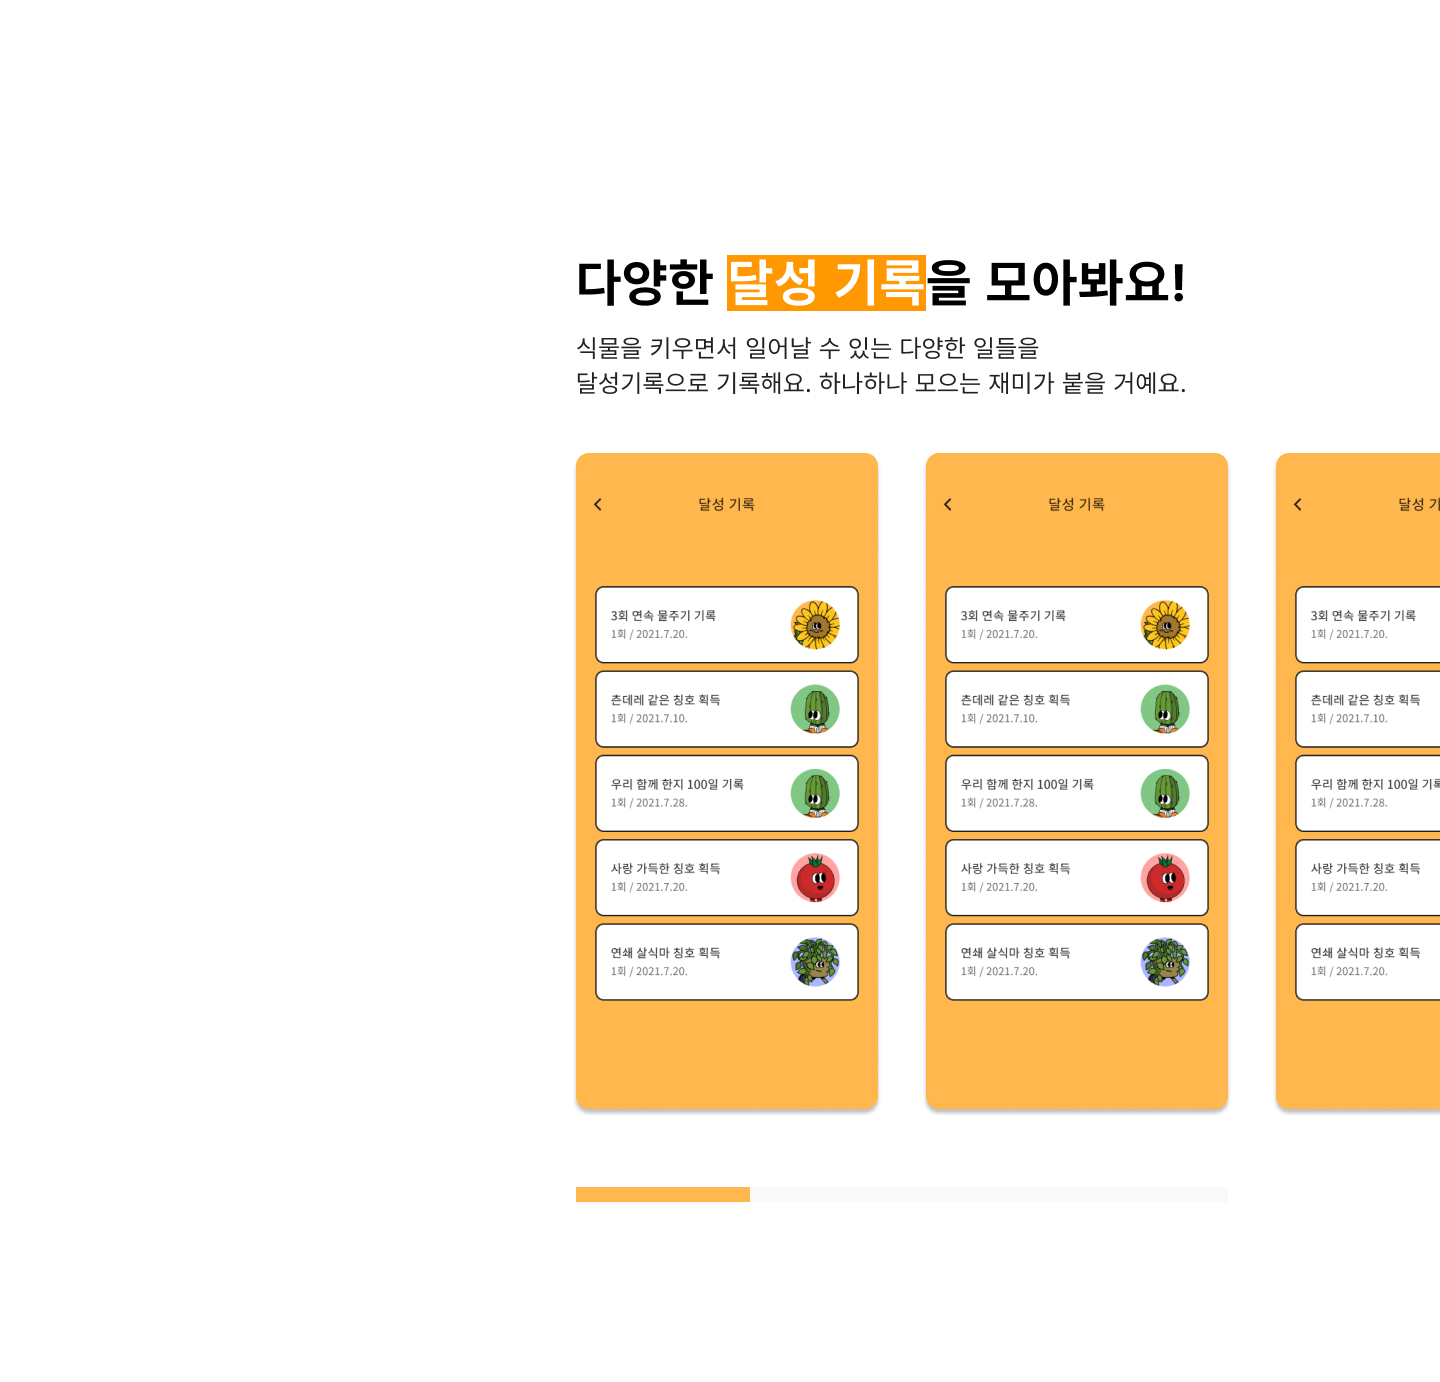 다양한 달성 기록을 모아봐요!
식물을 키우면서 일어날 수 있는 다양한 일들을
달성기록으로 기록해요. 하나하나 모으는 재미가 붙을 거예요.
달성 기록
3회 연속 물주기 기록
1회 / 2021.7.20.
츤데레 같은 칭호 획득
1회 / 2021.7.10.
우리 함께 한지 100일 기록
1회 / 2021.7.28.
사랑 가득한 칭호 획득
1회 / 2021.7.20.
연쇄 살식마 칭호 획득
1회 / 2021.7.20.
달성 기록
3회 연속 물주기 기록
1회 / 2021.7.20.
츤데레 같은 칭호 획득
1회 / 2021.7.10.
우리 함께 한지 100일 기록
1회 / 2021.7.28.
사랑 가득한 칭호 획득
1회 / 2021.7.20.
연쇄 살식마 칭호 획득
1회 / 2021.7.20.
달성 기
3회 연속 물주기 기록
1회 / 2021.7.20.
츤데레 같은 칭호 획득
1회 / 2021.7.10.
우리 함께 한지 100일 기록
1회 / 2021.7.28.
사랑 가득한 칭호 획득
1회 / 2021.7.20.
연쇄 살식마 칭호 획득
1회 / 2021.7.20.